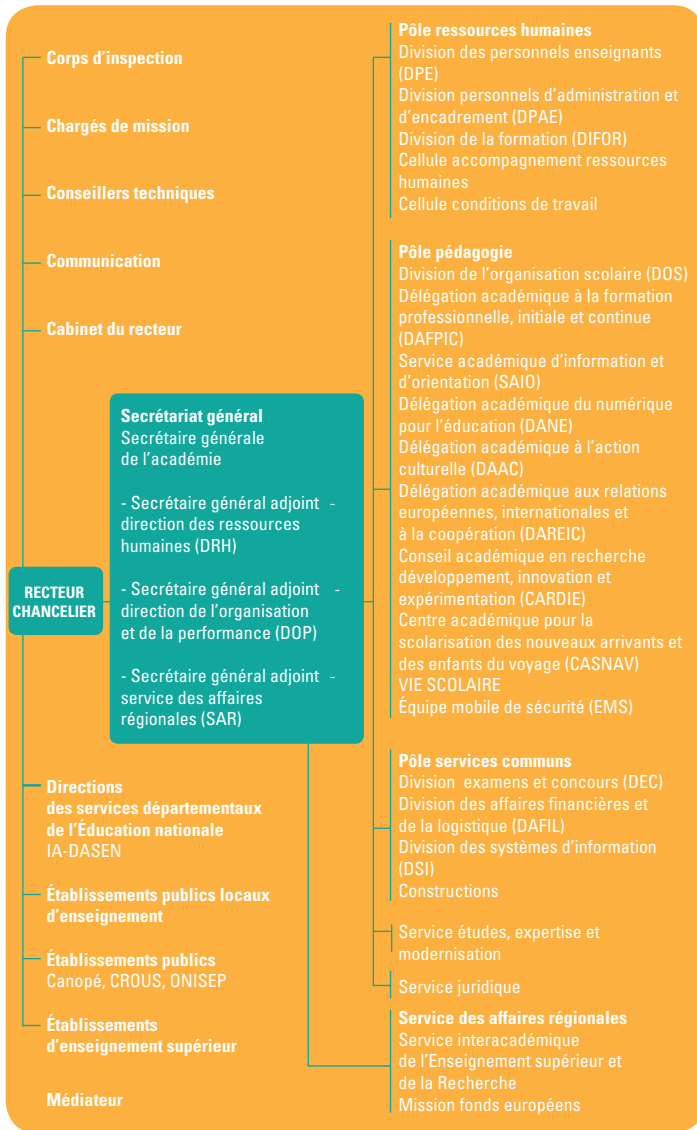 Corps d'inspection
Chargés de mission
Conseillers techniques
Communication
Cabinet du recteur
RECTEUR
CHANCELIER
Secrétariat général
Secrétaire générale
de l'académie
- Secrétaire général adjoint -
direction des ressources
humaines (DRH)
- Secrétaire général adjoint -
direction de l'organisation
et de la performance (DOP)
- Secrétaire général adjoint -
service des affaires
régionales (SAR)
Directions
des services départementaux
de l'Éducation nationale
IA-DASEN
Établissements publics locaux
d'enseignement
Établissements publics
Canopé, CROUS, ONISEP
Établissements
d'enseignement supérieur
Médiateur
Pôle ressources humaines
Division des personnels enseignants
(DPE)
Division personnels d'administration et
d'encadrement (DPAE)
Division de la formation (DIFOR)
Cellule accompagnement ressources
humaines
Cellule conditions de travail
Pôle pédagogie
Division de l'organisation scolaire (DOS)
Délégation académique à la formation
professionnelle, initiale et continue
(DAFPIC)
Service académique d'information et
d'orientation (SAIO)
Délégation académique du numérique
pour l'éducation (DANE)
Délégation académique à l'action
culturelle (DAAC)
Délégation académique aux relations
européennes, internationales et
à la coopération (DAREIC)
Conseil académique en recherche
développement, innovation et
expérimentation (CARDIE)
Centre académique pour la
scolarisation des nouveaux arrivants et
des enfants du voyage (CASNAV)
VIE SCOLAIRE
Équipe mobile de sécurité (EMS)
Pôle services communs
Division examens et concours (DEC)
Division des affaires financières et
de la logistique (DAFIL)
Division des systèmes d'information
(DSI)
Constructions
Service études, expertise et
modernisation
Service juridique
Service des affaires régionales
Service interacadémique
de l'Enseignement supérieur et
de la Recherche
Mission fonds européens